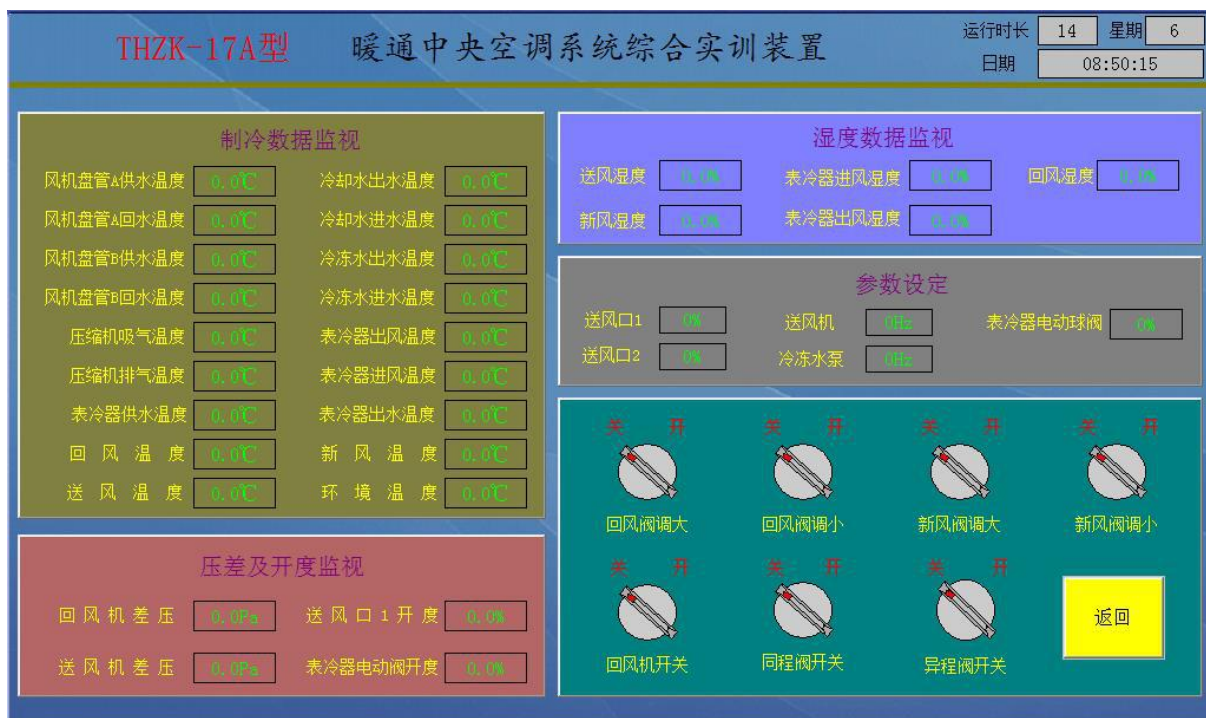 THZK-17A型 暖通中央空调系统综合实训装置
运行时长 14 星期 6
日期 08:50:15
制冷数据监视
风机盘管A供水温度 0.0℃ 冷却水出水温度 0.0℃
风机盘管A回水温度 0.0℃ 冷却水进水温度 0.0℃
风机盘管B供水温度 0.0℃ 冷冻水出水温度 0.0℃
风机盘管B回水温度 0.0℃ 冷冻水进水温度 0.0℃
压缩机吸气温度 0.0℃ 表冷器出风温度 0.0℃
压缩机排气温度 0.0℃ 表冷器进风温度 0.0℃
表冷器供水温度 0.0℃ 表冷器出水温度 0.0℃
回风温度 0.0℃ 新风温度 0.0℃
送风温度 0.0℃ 环境温度 0.0℃
压差及开度监视
回风机差压 0.0Pa 送风口1开度 0.0%
送风机差压 0.0Pa 表冷器电动阀开度 0.0%
湿度数据监视
送风湿度 0.0% 表冷器进风湿度 0.0% 回风湿度 0.0%
新风湿度 0.0% 表冷器出风湿度 0.0%
参数设定
送风口1 0% 送风机 0Hz 表冷器电动球阀 0%
送风口2 0% 冷冻水泵 0Hz
关 开 关 开 关 开 关 开
回风阀调大 回风阀调小 新风阀调大 新风阀调小
关 开 关 开 关 开
回风机开关 同程阀开关 异程阀开关 返回